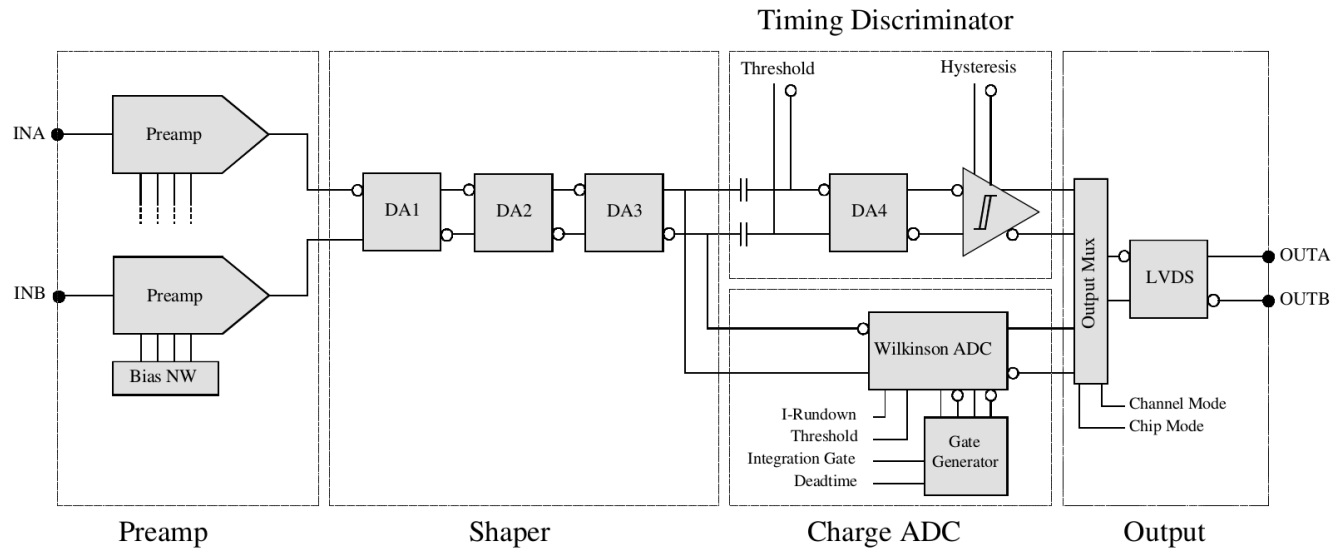 Timing Discriminator
Threshold
Hysteresis
INA
Preamp
DA1
DA2
DA3
DA4
INB
Preamp
Bias NW
Output Mux
LVDS
OUTA
OUTB
Wilkinson ADC
I-Rundown
Threshold
Integration Gate
Deadtime
Gate
Generator
Channel Mode
Chip Mode
Preamp
Shaper
Charge ADC
Output